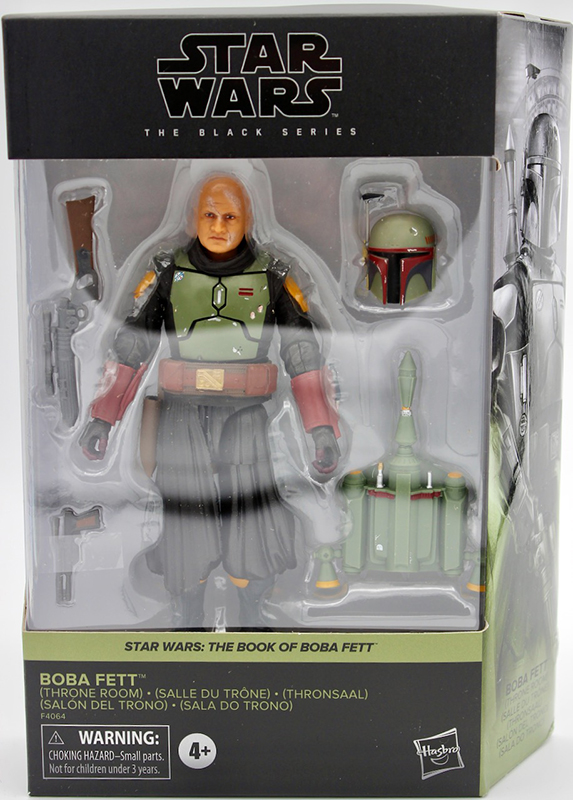 STAR
WARS™
THE BLACK SERIES
STAR WARS: THE BOOK OF BOBA FETT™
BOBA FETT™
(THRONE ROOM) • (SALLE DU TRÔNE) • (THRONSAAL)
(SALÓN DEL TRONO) • (SALA DO TRONO)
F4064
WARNING:
CHOKING HAZARD–Small parts.
Not for children under 3 years.
4+
Hasbro
BOBA FETT